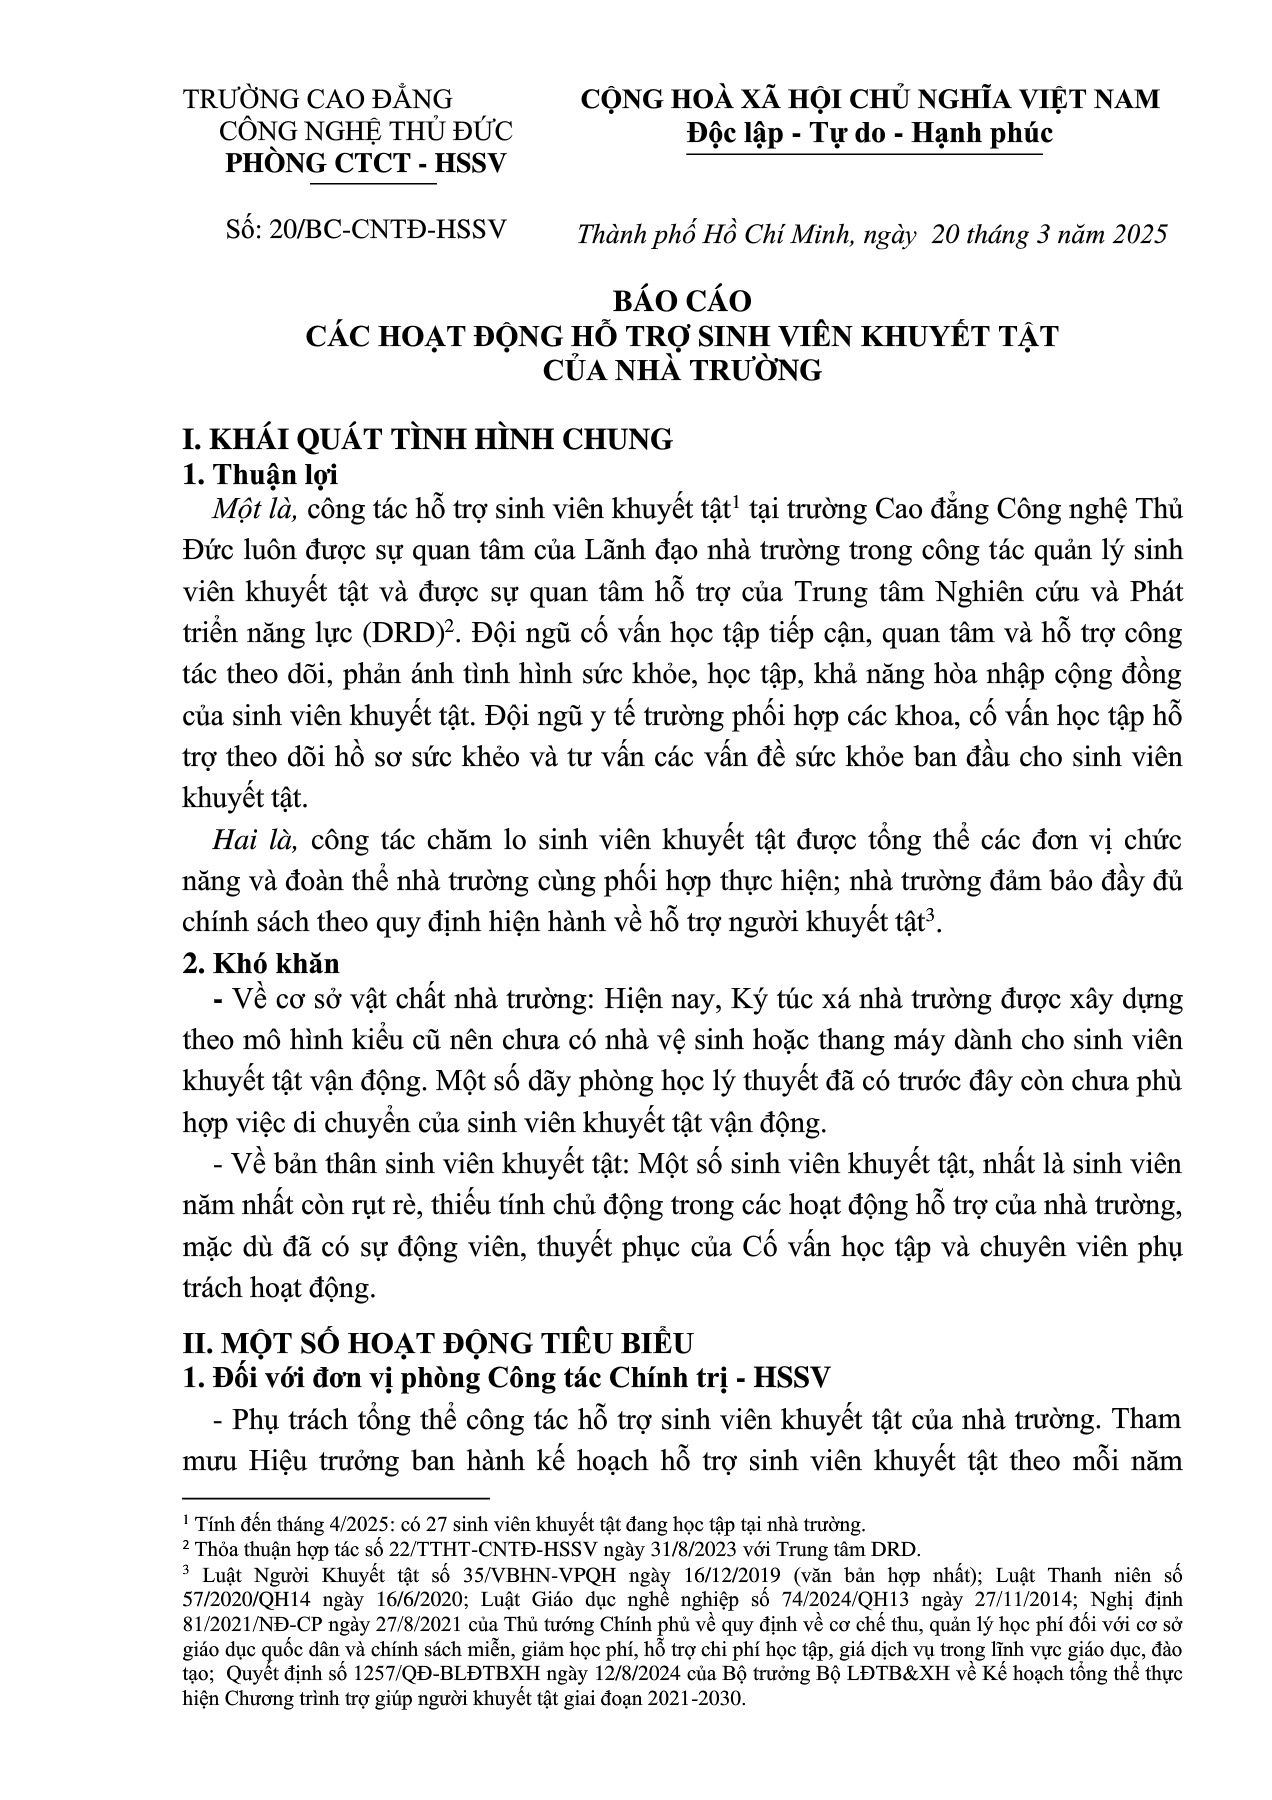 TRƯỜNG CAO ĐẲNG
CÔNG NGHỆ THỦ ĐỨC
PHÒNG CTCT - HSSV
Số: 20/BC-CNTĐ-HSSV
CỘNG HOÀ XÃ HỘI CHỦ NGHĨA VIỆT NAM
Độc lập - Tự do - Hạnh phúc
Thành phố Hồ Chí Minh, ngày 20 tháng 3 năm 2025
BÁO CÁO
CÁC HOẠT ĐỘNG HỖ TRỢ SINH VIÊN KHUYẾT TẬT
CỦA NHÀ TRƯỜNG
I. KHÁI QUÁT TÌNH HÌNH CHUNG
1. Thuận lợi
Một là, công tác hỗ trợ sinh viên khuyết tật¹ tại trường Cao đẳng Công nghệ Thủ
Đức luôn được sự quan tâm của Lãnh đạo nhà trường trong công tác quản lý sinh
viên khuyết tật và được sự quan tâm hỗ trợ của Trung tâm Nghiên cứu và Phát
triển năng lực (DRD)². Đội ngũ cố vấn học tập tiếp cận, quan tâm và hỗ trợ công
tác theo dõi, phản ánh tình hình sức khỏe, học tập, khả năng hòa nhập cộng đồng
của sinh viên khuyết tật. Đội ngũ y tế trường phối hợp các khoa, cố vấn học tập hỗ
trợ theo dõi hồ sơ sức khẻo và tư vấn các vấn đề sức khỏe ban đầu cho sinh viên
khuyết tật.
Hai là, công tác chăm lo sinh viên khuyết tật được tổng thể các đơn vị chức
năng và đoàn thể nhà trường cùng phối hợp thực hiện; nhà trường đảm bảo đầy đủ
chính sách theo quy định hiện hành về hỗ trợ người khuyết tật³.
2. Khó khăn
- Về cơ sở vật chất nhà trường: Hiện nay, Ký túc xá nhà trường được xây dựng
theo mô hình kiểu cũ nên chưa có nhà vệ sinh hoặc thang máy dành cho sinh viên
khuyết tật vận động. Một số dãy phòng học lý thuyết đã có trước đây còn chưa phù
hợp việc di chuyển của sinh viên khuyết tật vận động.
- Về bản thân sinh viên khuyết tật: Một số sinh viên khuyết tật, nhất là sinh viên
năm nhất còn rụt rè, thiếu tính chủ động trong các hoạt động hỗ trợ của nhà trường,
mặc dù đã có sự động viên, thuyết phục của Cố vấn học tập và chuyên viên phụ
trách hoạt động.
II. MỘT SỐ HOẠT ĐỘNG TIÊU BIỂU
1. Đối với đơn vị phòng Công tác Chính trị - HSSV
- Phụ trách tổng thể công tác hỗ trợ sinh viên khuyết tật của nhà trường. Tham
mưu Hiệu trưởng ban hành kế hoạch hỗ trợ sinh viên khuyết tật theo mỗi năm
¹ Tính đến tháng 4/2025: có 27 sinh viên khuyết tật đang học tập tại nhà trường.
² Thỏa thuận hợp tác số 22/TTHT-CNTĐ-HSSV ngày 31/8/2023 với Trung tâm DRD.
³ Luật Người Khuyết tật số 35/VBHN-VPQH ngày 16/12/2019 (văn bản hợp nhất); Luật Thanh niên số
57/2020/QH14 ngày 16/6/2020; Luật Giáo dục nghề nghiệp số 74/2024/QH13 ngày 27/11/2014; Nghị định
81/2021/NĐ-CP ngày 27/8/2021 của Thủ tướng Chính phủ về quy định về cơ chế thu, quản lý học phí đối với cơ sở
giáo dục quốc dân và chính sách miễn, giảm học phí, hỗ trợ chi phí học tập, giá dịch vụ trong lĩnh vực giáo dục, đào
tạo; Quyết định số 1257/QĐ-BLĐTBXH ngày 12/8/2024 của Bộ trưởng Bộ LĐTB&XH về Kế hoạch tổng thể thực
hiện Chương trình trợ giúp người khuyết tật giai đoạn 2021-2030.